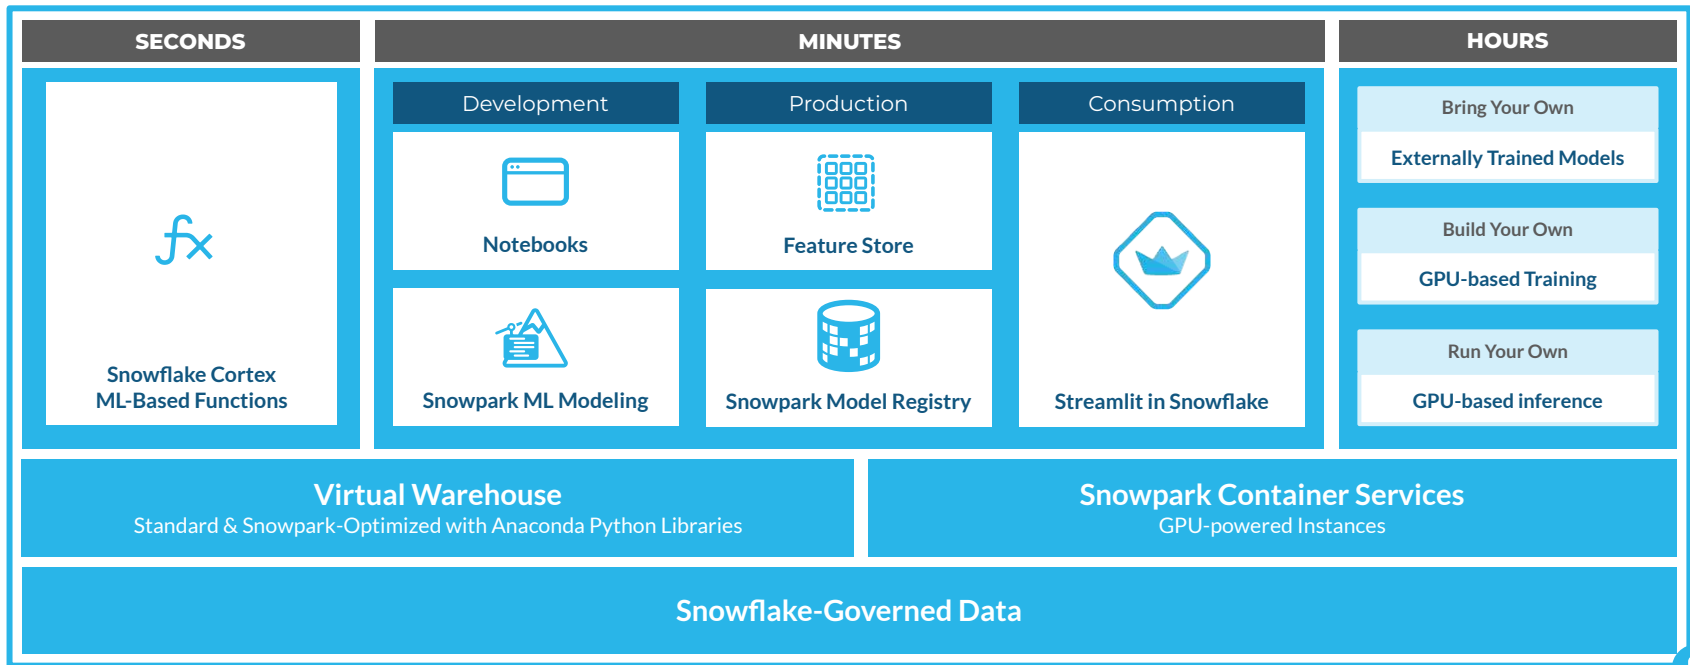 SECONDS
MINUTES
HOURS
Snowflake Cortex
ML-Based Functions
Development
Production
Consumption
Notebooks
Feature Store
Snowpark ML Modeling
Snowpark Model Registry
Streamlit in Snowflake
Bring Your Own
Externally Trained Models
Build Your Own
GPU-based Training
Run Your Own
GPU-based inference
Virtual Warehouse
Standard & Snowpark-Optimized with Anaconda Python Libraries
Snowpark Container Services
GPU-powered Instances
Snowflake-Governed Data